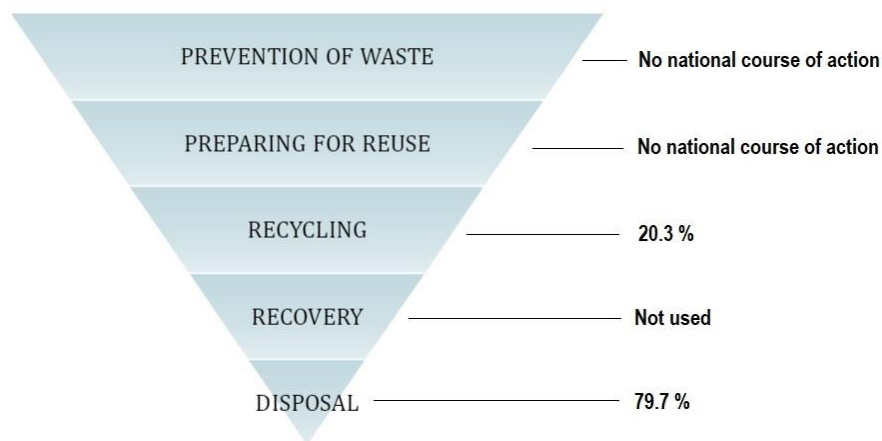 PREVENTION OF WASTE
No national course of action
PREPARING FOR REUSE
No national course of action
RECYCLING
20.3 %
RECOVERY
Not used
DISPOSAL
79.7 %